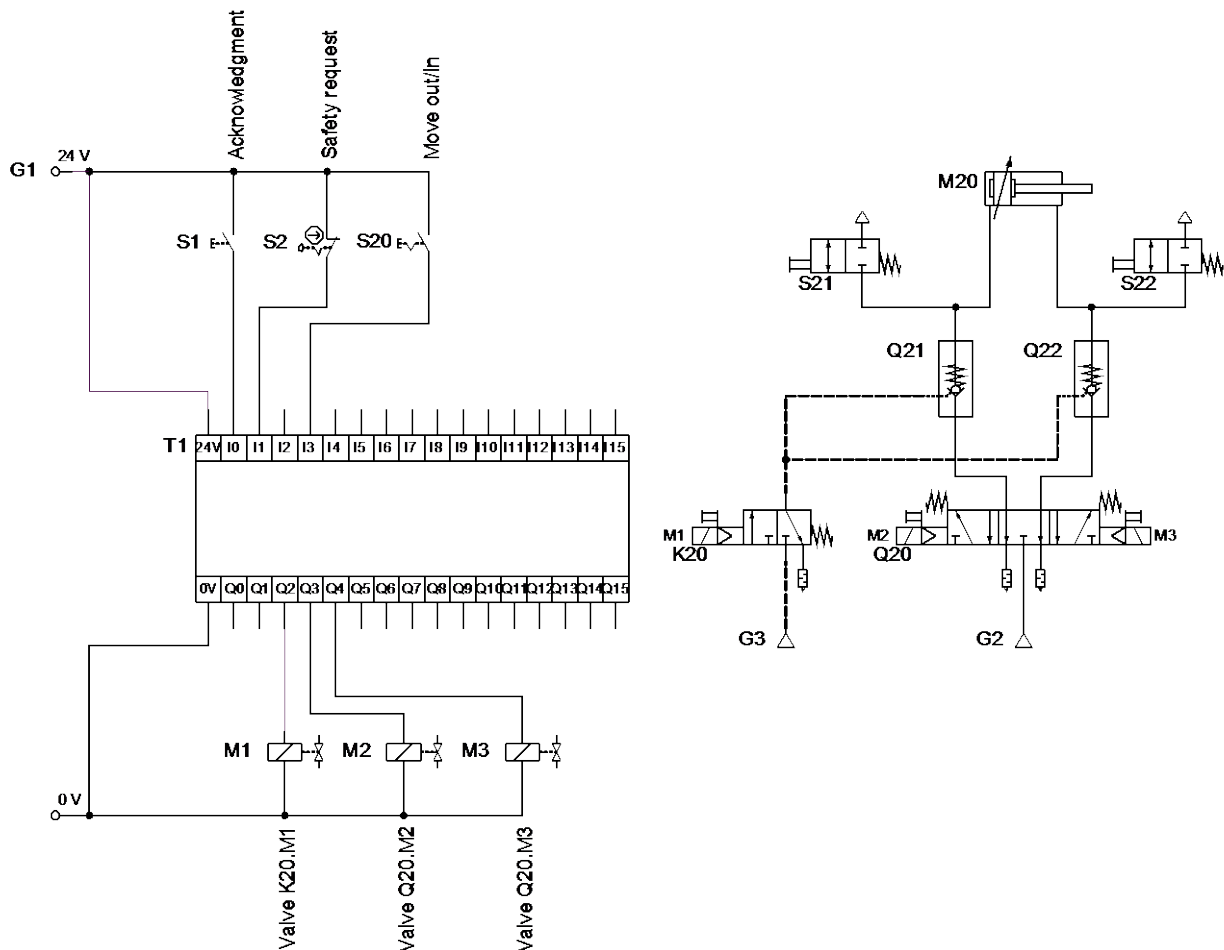 Acknowledgment
Safety request
Move out/In
G1
24 V
S1
S2
S20
T1
24V I0 I1 I2 I3 I4 I5 I6 I7 I8 I9 I10 I11 I12 I13 I14 I15
0V Q0 Q1 Q2 Q3 Q4 Q5 Q6 Q7 Q8 Q9 Q10 Q11 Q12 Q13 Q14 Q15
M1
M2
M3
0 V
Valve K20.M1
Valve Q20.M2
Valve Q20.M3
M20
S21
S22
Q21
Q22
M1
K20
M2
Q20
M3
G3
G2